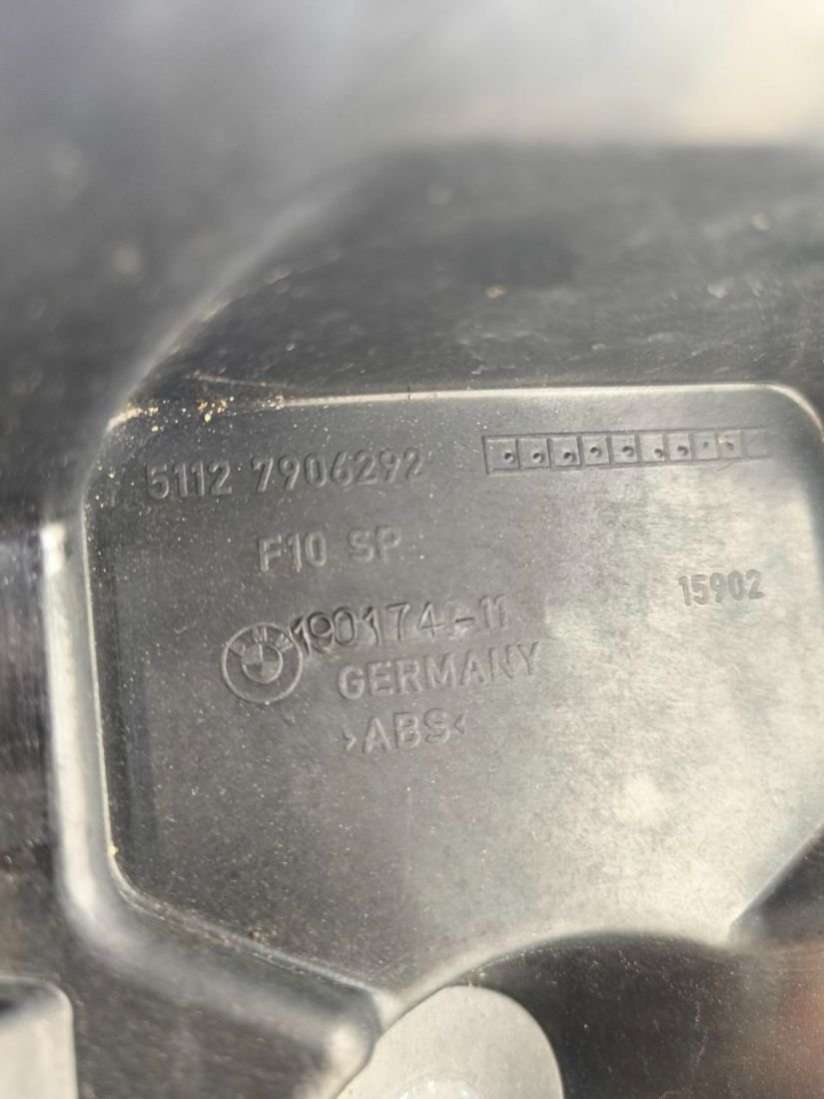 5112 7906292
F10 SP
15902
190174-11
GERMANY
>ABS<